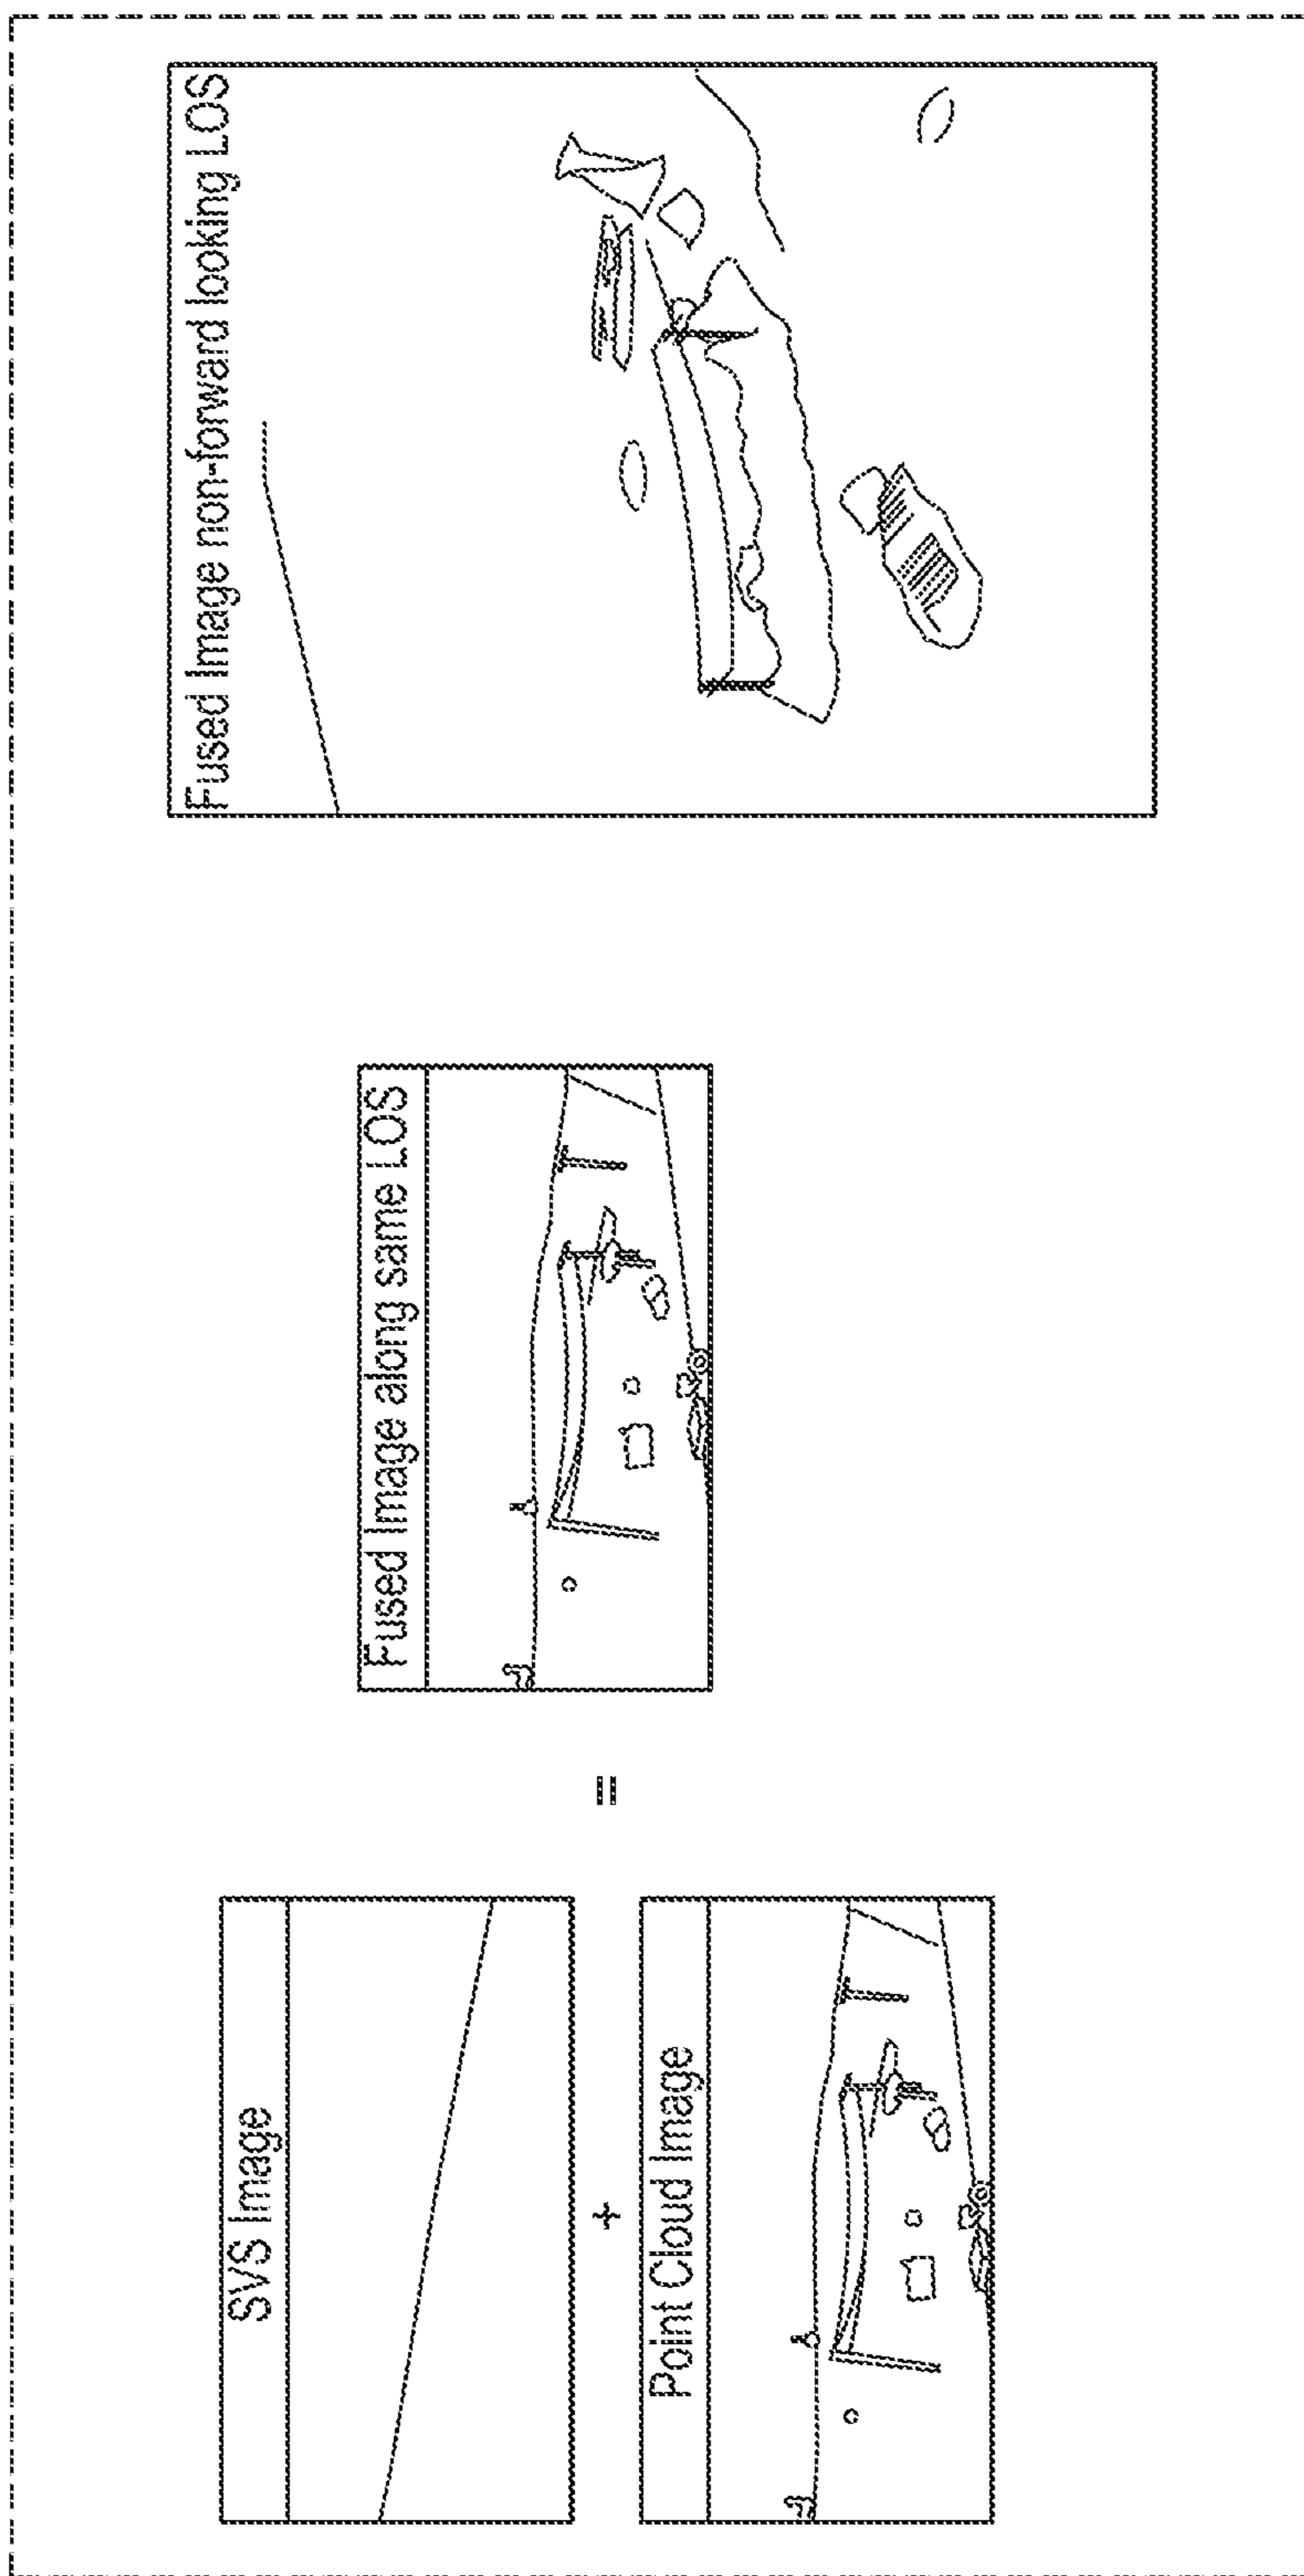 SVS Image
+
Point Cloud Image
=
Fused Image along same LOS
Fused Image non-forward looking LOS